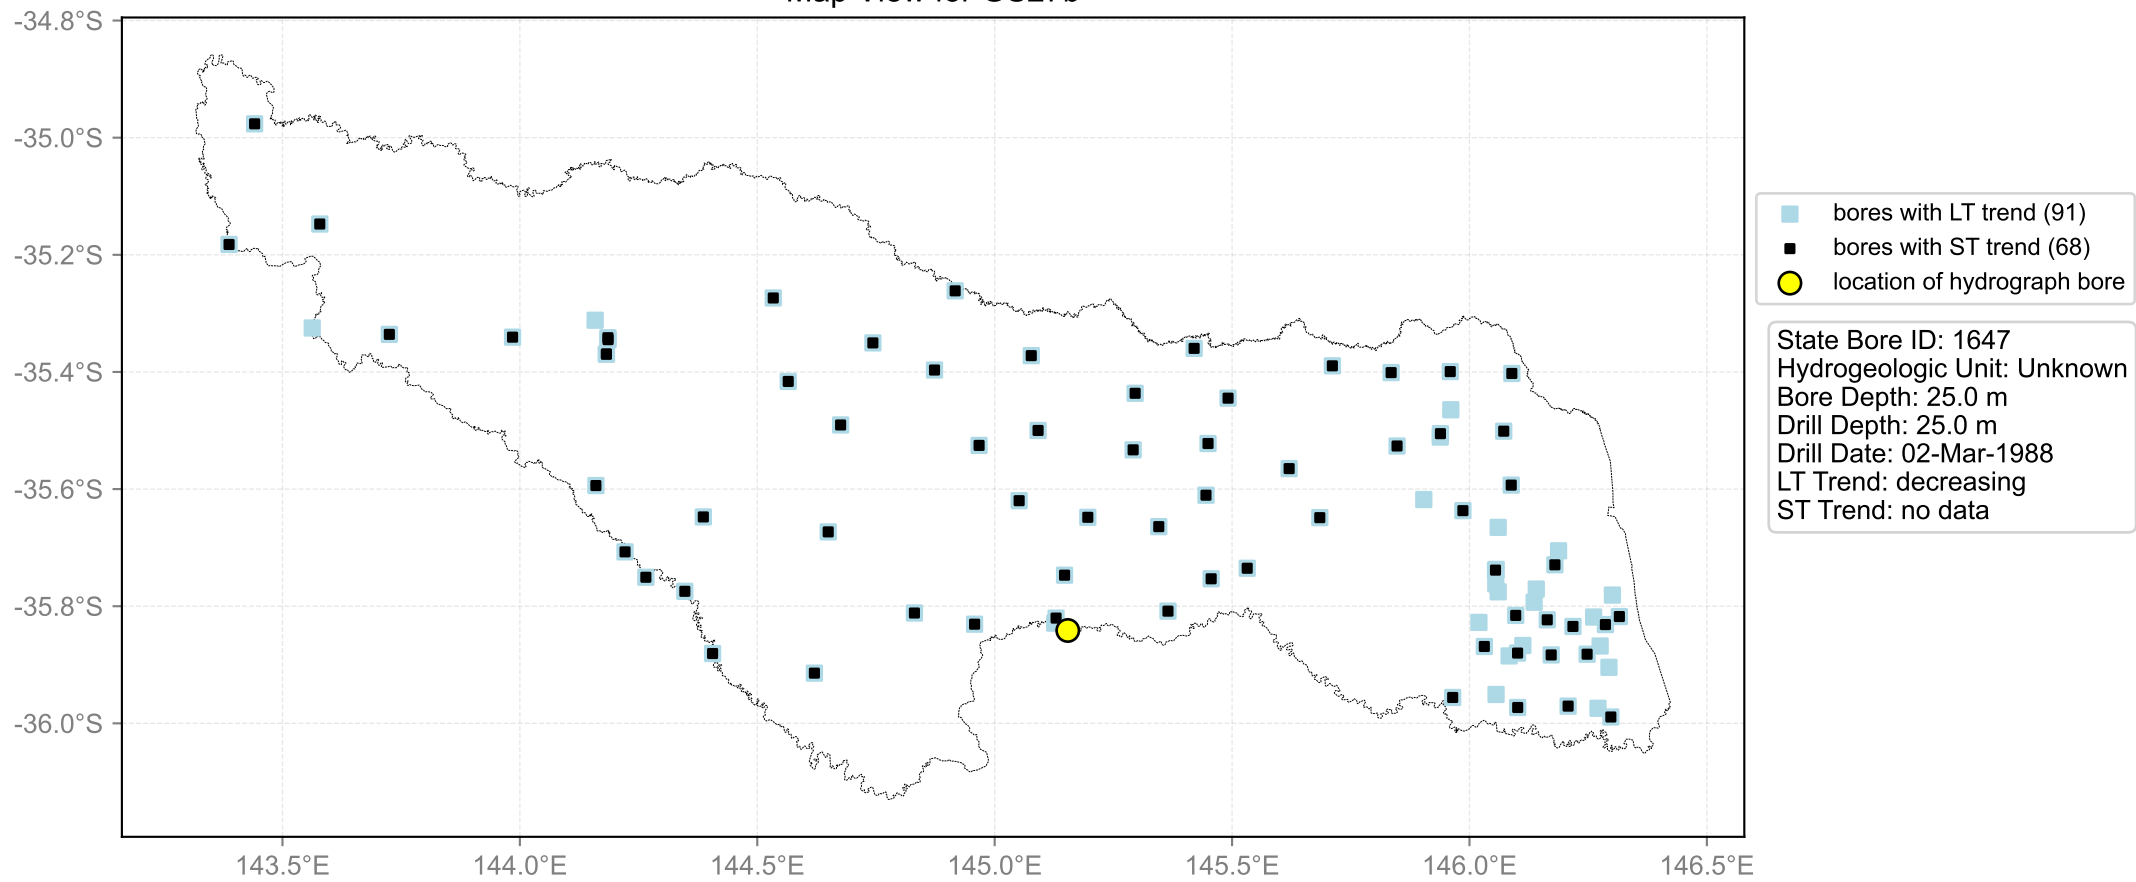 -34.8°S
-35.0°S
-35.2°S
-35.4°S
-35.6°S
-35.8°S
-36.0°S
143.5°E 144.0°E 144.5°E 145.0°E 145.5°E 146.0°E 146.5°E
bores with LT trend (91)
bores with ST trend (68)
location of hydrograph bore
State Bore ID: 1647
Hydrogeologic Unit: Unknown
Bore Depth: 25.0 m
Drill Depth: 25.0 m
Drill Date: 02-Mar-1988
LT Trend: decreasing
ST Trend: no data